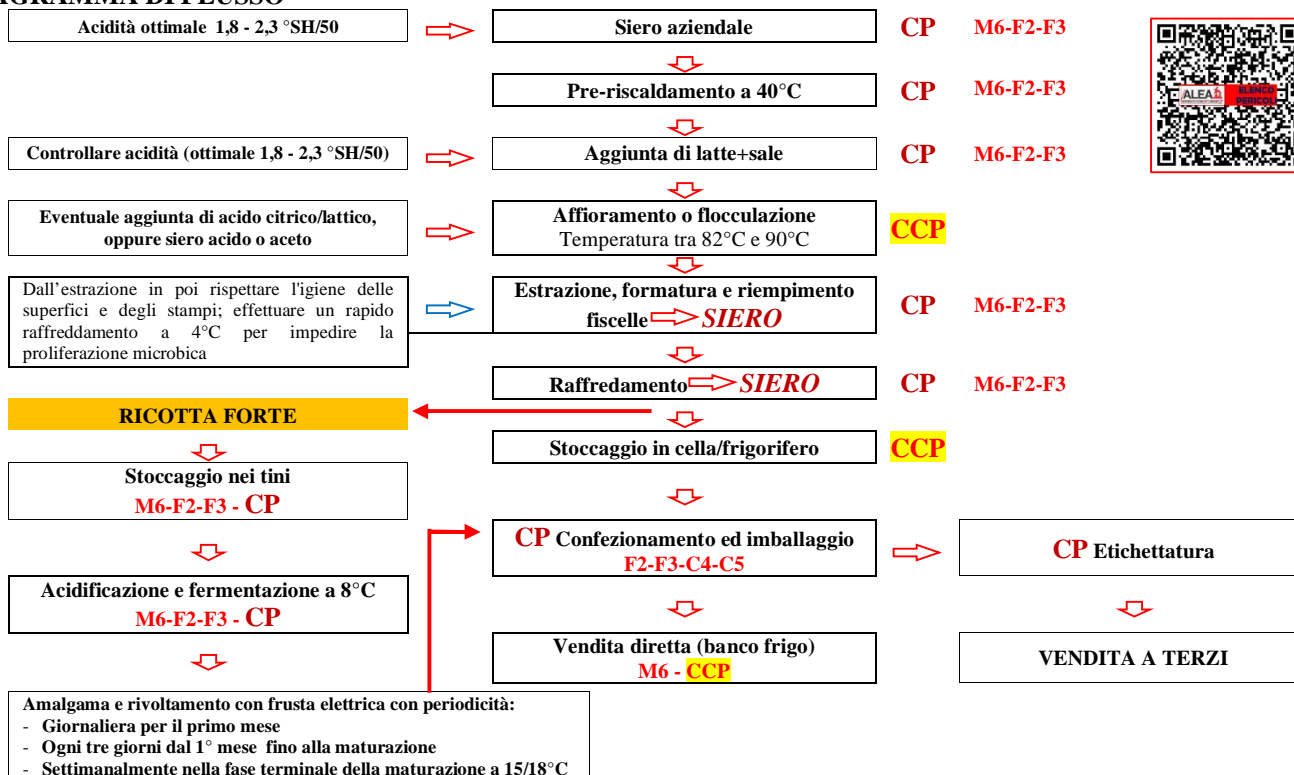 Acidità ottimale 1,8 - 2,3 °SH/50
Siero aziendale
CP M6-F2-F3
Pre-riscaldamento a 40°C
CP M6-F2-F3
ALEA
ELENCO
PERICOLI
Controllare acidità (ottimale 1,8 - 2,3 °SH/50)
Aggiunta di latte+sale
CP M6-F2-F3
Eventuale aggiunta di acido citrico/lattico,
oppure siero acido o aceto
Affioramento o flocculazione
Temperatura tra 82°C e 90°C
CCP
Dall'estrazione in poi rispettare l'igiene delle
superfici e degli stampi; effettuare un rapido
raffreddamento a 4°C per impedire la
proliferazione microbica
Estrazione, formatura e riempimento
fiscelle SIERO
CP M6-F2-F3
Raffredamento SIERO
CP M6-F2-F3
RICOTTA FORTE
Stoccaggio in cella/frigorifero
CCP
Stoccaggio nei tini
M6-F2-F3 - CP
CP Confezionamento ed imballaggio
F2-F3-C4-C5
CP Etichettatura
Acidificazione e fermentazione a 8°C
M6-F2-F3 - CP
Vendita diretta (banco frigo)
M6 - CCP
VENDITA A TERZI
Amalgama e rivoltamento con frusta elettrica con periodicità:
- Giornaliera per il primo mese
- Ogni tre giorni dal 1° mese fino alla maturazione
- Settimanalmente nella fase terminale della maturazione a 15/18°C